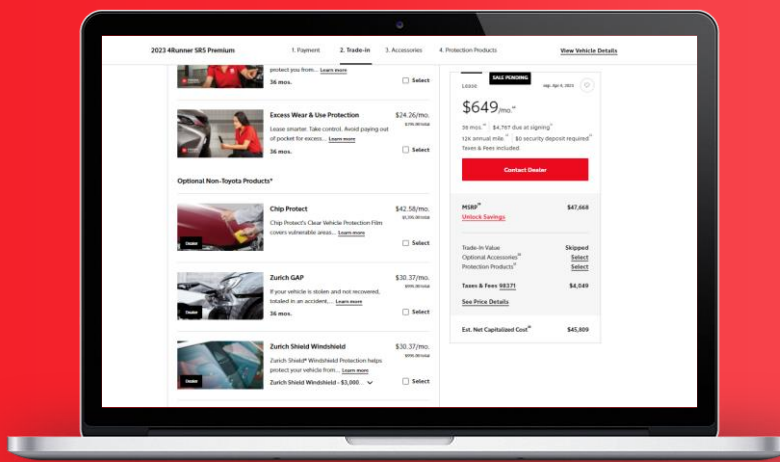 2023 4Runner SR5 Premium
1. Payment
2. Trade-in
3. Accessories
4. Protection Products
View Vehicle Details
protect you from... Learn more
36 mos.
Select
Excess Wear & Use Protection
$24.26/mo.
Lease smarter. Take control. Avoid paying out
of pocket for excess... Learn more
36 mos.
Select
Optional Non-Toyota Products*
Chip Protect
$42.58/mo.
Chip Protect's Clear Vehicle Protection Film
covers vulnerable areas... Learn more
Dealer
Select
Zurich GAP
$30.37/mo.
If your vehicle is stolen and not recovered,
totaled in an accident,... Learn more
36 mos.
Dealer
Select
Zurich Shield Windshield
$30.37/mo.
Zurich Shield® Windshield Protection helps
protect your vehicle from... Learn more
Zurich Shield Windshield - $3,000...
Dealer
Select
Lease
SALE PENDING
exp. Apr 4, 2023
$649/mo.
36 mos. | $4,767 due at signing
12K annual mile. | $0 security deposit required
Taxes & Fees included
Contact Dealer
MSRP
$47,668
Unlock Savings
Trade-In Value
Skipped
Optional Accessories
Select
Protection Products
Select
Taxes & Fees 98371
$4,049
See Price Details
Est. Net Capitalized Cost
$45,809